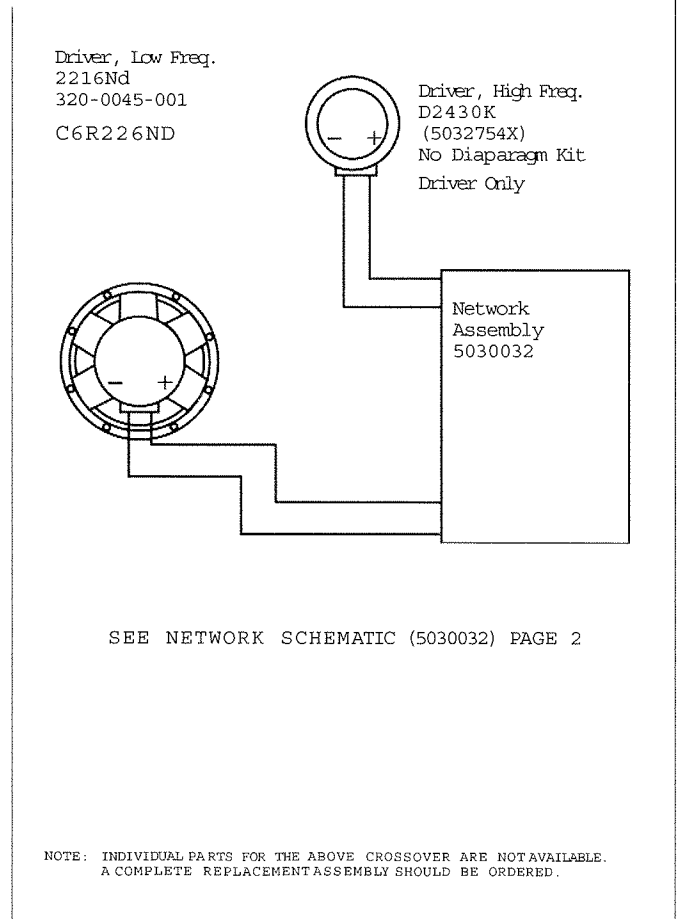 Driver, Low Freq.
2216Nd
320-0045-001
C6R226ND
Driver, High Freq.
D2430K
(5032754X)
No Diaparagm Kit
Driver Only
- +
- +
Network
Assembly
5030032
SEE NETWORK SCHEMATIC (5030032) PAGE 2
NOTE: INDIVIDUAL PARTS FOR THE ABOVE CROSSOVER ARE NOT AVAILABLE.
A COMPLETE REPLACEMENT ASSEMBLY SHOULD BE ORDERED.